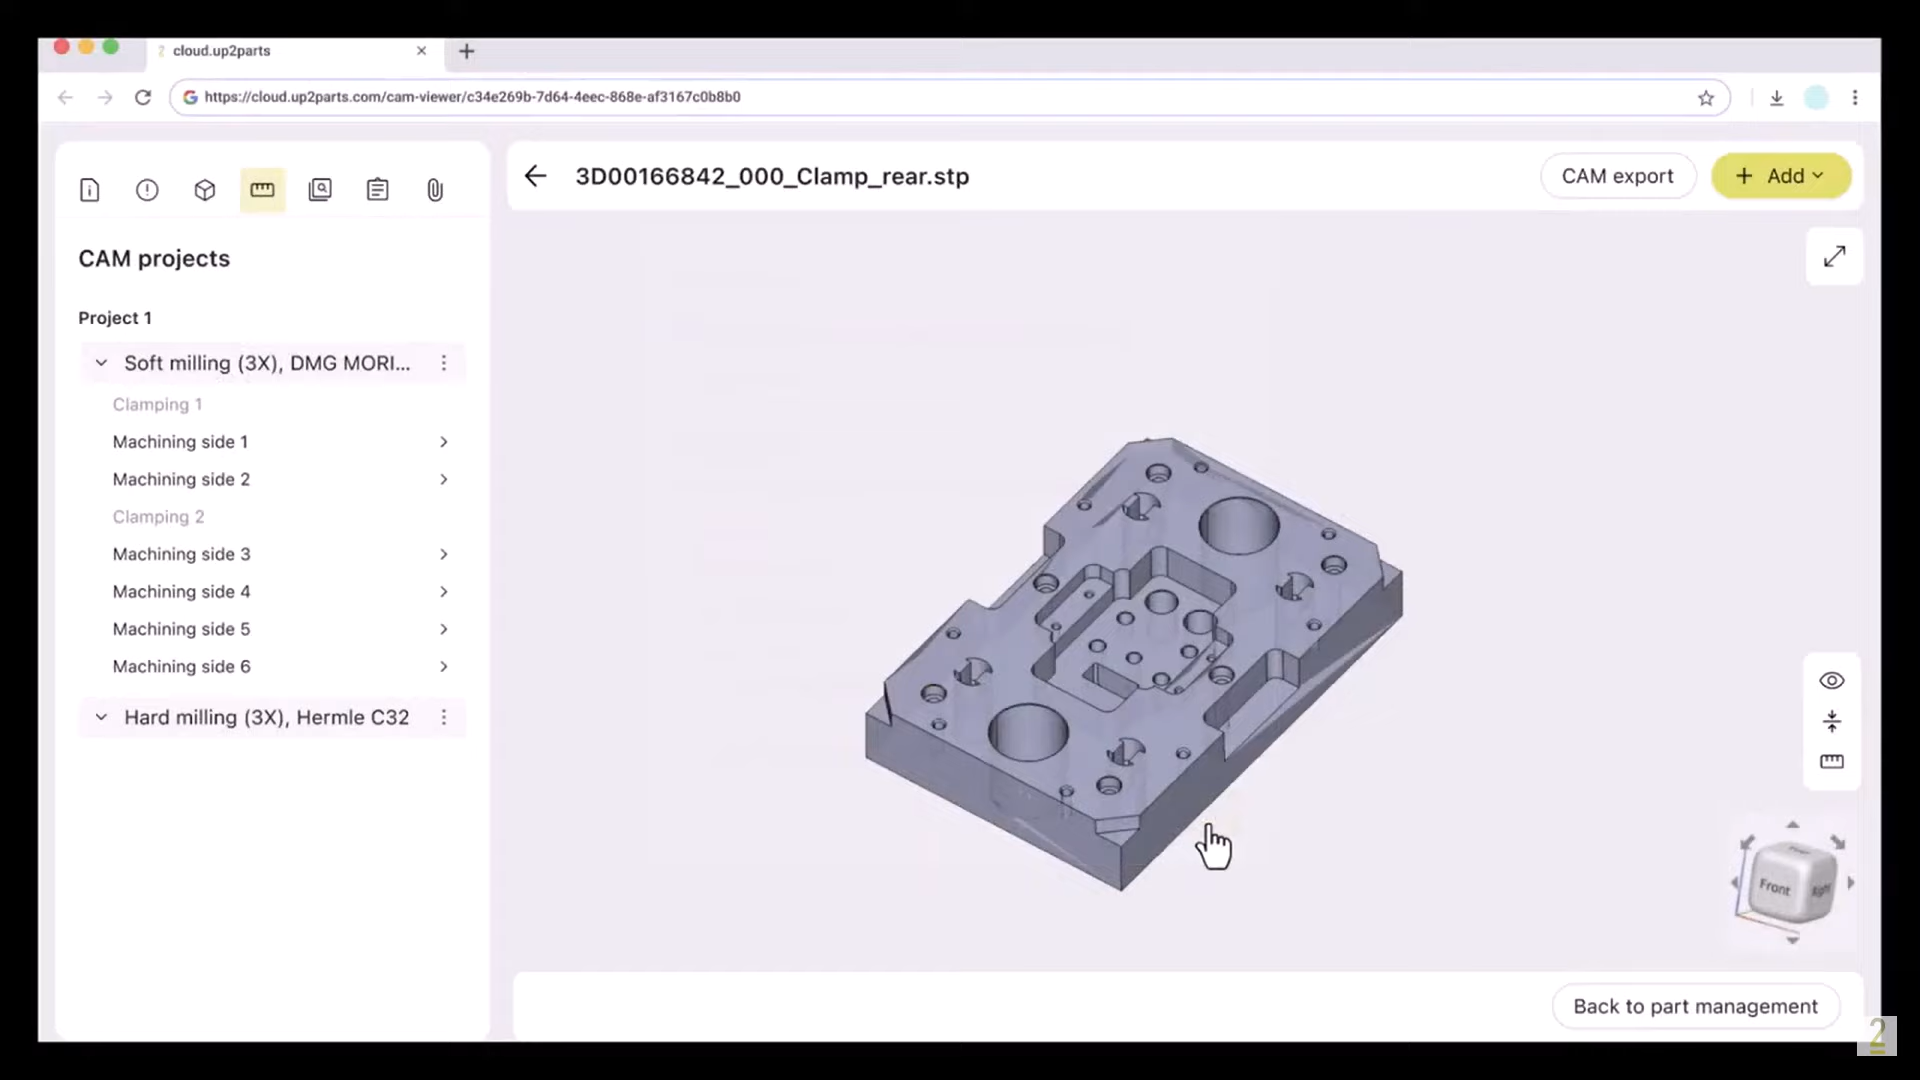 cloud.up2parts
https://cloud.up2parts.com/cam-viewer/c34e269b-7d64-4eec-868e-af3167c0b8b0
3D00166842_000_Clamp_rear.stp
CAM export
+ Add
CAM projects
Project 1
Soft milling (3X), DMG MORI...
Clamping 1
Machining side 1
Machining side 2
Clamping 2
Machining side 3
Machining side 4
Machining side 5
Machining side 6
Hard milling (3X), Hermle C32
Front
Right
Back to part management
2